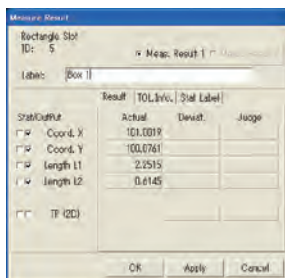 Measure Result
Rectangle Slot
ID: 5
Meas. Result 1
Label: Box 1
Result TOL.Info. Stat Label
Stat/OutPut Actual Deviat. Judge
Coord. X 101.0019
Coord. Y 100.0761
Length L1 2.2515
Length L2 0.6145
TP (2D)
OK Apply Cancel